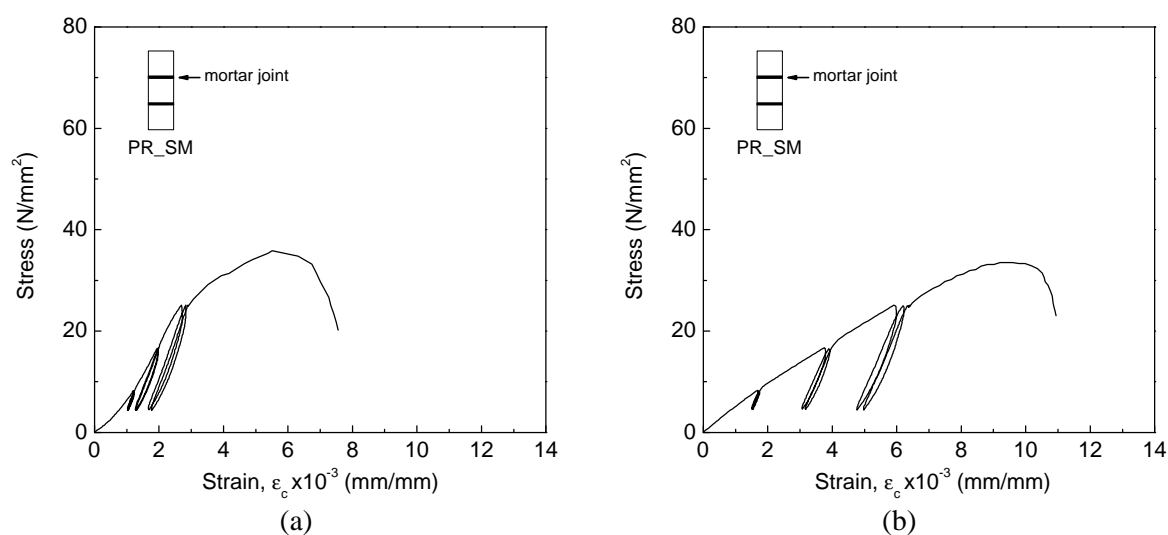 80
60
40
20
0
Stress (N/mm²)
mortar joint
PR_SM
0 2 4 6 8 10 12 14
Strain, ε_c x10⁻³ (mm/mm)
(a)
80
60
40
20
0
Stress (N/mm²)
mortar joint
PR_SM
0 2 4 6 8 10 12 14
Strain, ε_c x10⁻³ (mm/mm)
(b)